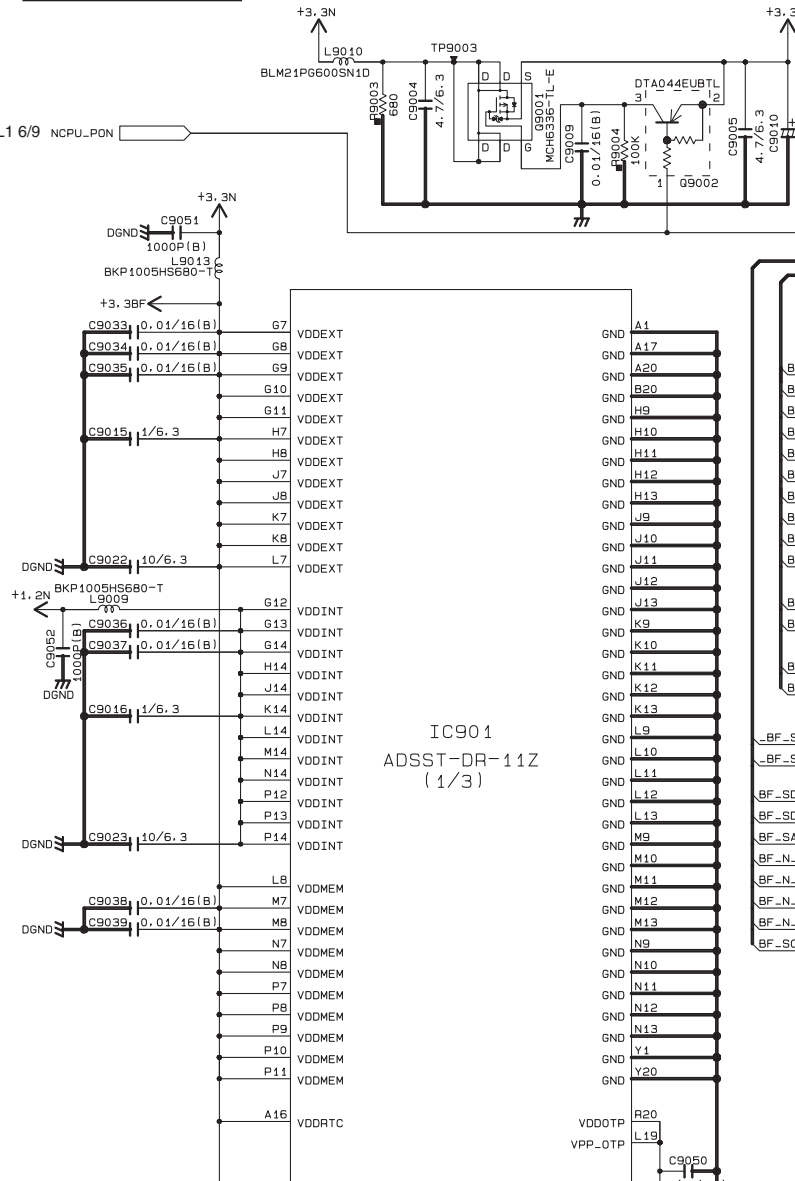 +3.3N
+3.3
L9010
BLM21PG600SN1D
TP9003
R9003
680
C9004
4.7/6.3
D D S
D D G
Q9001
MCH6336-TL-E
C9009
0.01/16(B)
R9004
100K
DTA044EUBTL
3 2
1 Q9002
C9005
4.7/6.3
C9010
L1 6/9 NCPU_PON
+3.3N
C9051
DGND
1000P(B)
L9013
BKP1005HS680-T
+3.3BF
C9033 0.01/16(B) G7 VDDEXT GND A1
C9034 0.01/16(B) G8 VDDEXT GND A17
C9035 0.01/16(B) G9 VDDEXT GND A20
G10 VDDEXT GND B20
G11 VDDEXT GND H9
C9015 1/6.3 H7 VDDEXT GND H10
H8 VDDEXT GND H11
J7 VDDEXT GND H12
J8 VDDEXT GND H13
K7 VDDEXT GND J9
K8 VDDEXT GND J10
DGND C9022 10/6.3 L7 VDDEXT GND J11
GND J12
BKP1005HS680-T
+1.2N L9009 G12 VDDINT GND J13
C9036 0.01/16(B) G13 VDDINT GND K9
C9037 0.01/16(B) G14 VDDINT GND K10
C9052
1000P(B)
DGND
H14 VDDINT GND K11
J14 VDDINT GND K12
C9016 1/6.3 K14 VDDINT GND K13
L14 VDDINT GND L9
M14 VDDINT GND L10
N14 VDDINT GND L11
P12 VDDINT GND L12
P13 VDDINT GND L13
DGND C9023 10/6.3 P14 VDDINT GND M9
GND M10
IC901
ADSST-DR-11Z
(1/3)
L8 VDDMEM GND M11
C9038 0.01/16(B) M7 VDDMEM GND M12
DGND C9039 0.01/16(B) M8 VDDMEM GND M13
N7 VDDMEM GND N9
N8 VDDMEM GND N10
P7 VDDMEM GND N11
P8 VDDMEM GND N12
P9 VDDMEM GND N13
P10 VDDMEM GND Y1
P11 VDDMEM GND Y20
A16 VDDRTC VDDOTP R20
VPP_OTP L19
C9050
B
B
B
B
B
B
B
B
B
B
B
B
B
B
_BF_S
_BF_S
BF_SD
BF_SD
BF_SA
BF_N_
BF_N_
BF_N_
BF_N_
BF_SC